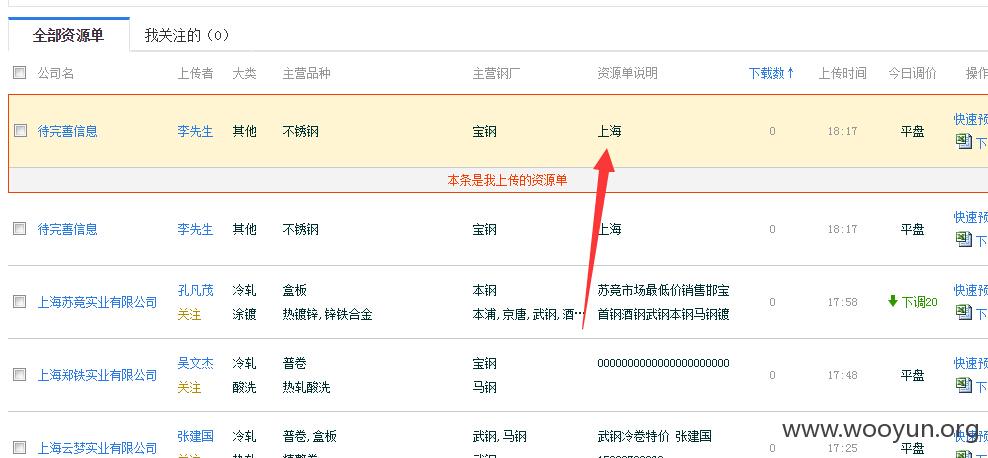 全部资源单 我关注的（0）
公司名 上传者 大类 主营品种 主营钢厂 资源单说明 下载数↑ 上传时间 今日调价 操作
待完善信息 李先生 其他 不锈钢 宝钢 上海 0 18:17 平盘 快速预
下
本条是我上传的资源单
待完善信息 李先生 其他 不锈钢 宝钢 上海 0 18:17 平盘 快速预
下
上海苏竟实业有限公司 孔凡茂 冷轧 盒板 本钢 苏竟市场最低价销售邯宝 0 17:58 下调20 快速预
关注 涂镀 热镀锌, 锌铁合金 本浦, 京唐, 武钢, 酒… 首钢酒钢武钢本钢马钢镀 下
上海郑铁实业有限公司 吴文杰 冷轧 普卷 宝钢 0000000000000000000000 0 17:48 平盘 快速预
关注 酸洗 热轧酸洗 马钢 下
上海云梦实业有限公司 张建国 冷轧 普卷, 盒板 武钢, 马钢 武钢冷卷特价 张建国 0 17:25 平盘
www.wooyun.org